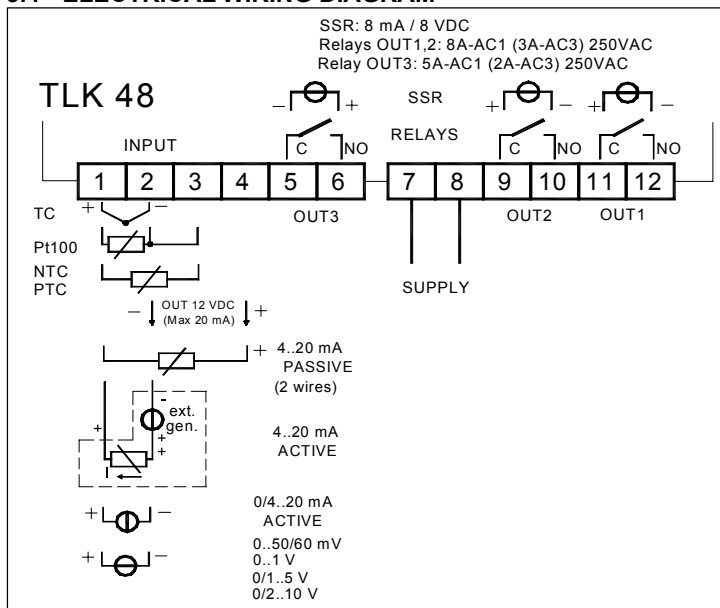 SSR: 8 mA / 8 VDC
Relays OUT1,2: 8A-AC1 (3A-AC3) 250VAC
Relay OUT3: 5A-AC1 (2A-AC3) 250VAC
TLK 48
− + SSR + − + −
INPUT C NO RELAYS C NO C NO
1 2 3 4 5 6 7 8 9 10 11 12
TC + −
OUT3 OUT2 OUT1
Pt100
NTC
PTC
SUPPLY
− OUT 12 VDC +
(Max 20 mA)
+ 4..20 mA
PASSIVE
(2 wires)
-
ext.
gen.
+
+
+
4..20 mA
ACTIVE
I
+ − 0/4..20 mA
ACTIVE
+ − 0..50/60 mV
0..1 V
0/1..5 V
0/2..10 V